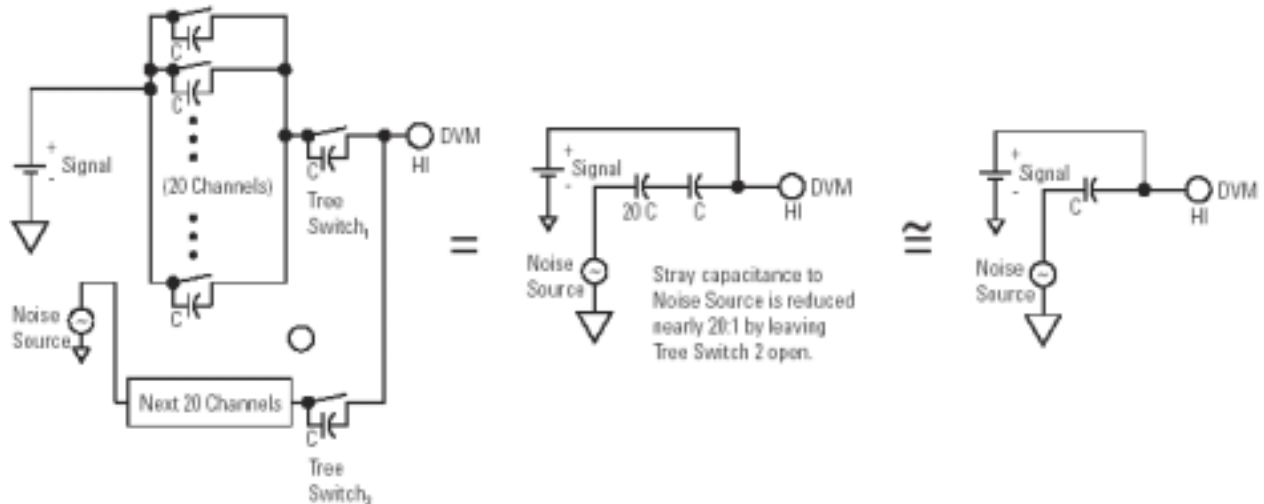 C
C
+
Signal
-
(20 Channels)
C
DVM
HI
C
Tree
Switch₁
Noise
Source
Next 20 Channels
C
Tree
Switch₂
=
+
Signal
-
20 C
C
DVM
HI
Noise
Source
Stray capacitance to
Noise Source is reduced
nearly 20:1 by leaving
Tree Switch 2 open.
≅
+
Signal
-
C
DVM
HI
Noise
Source